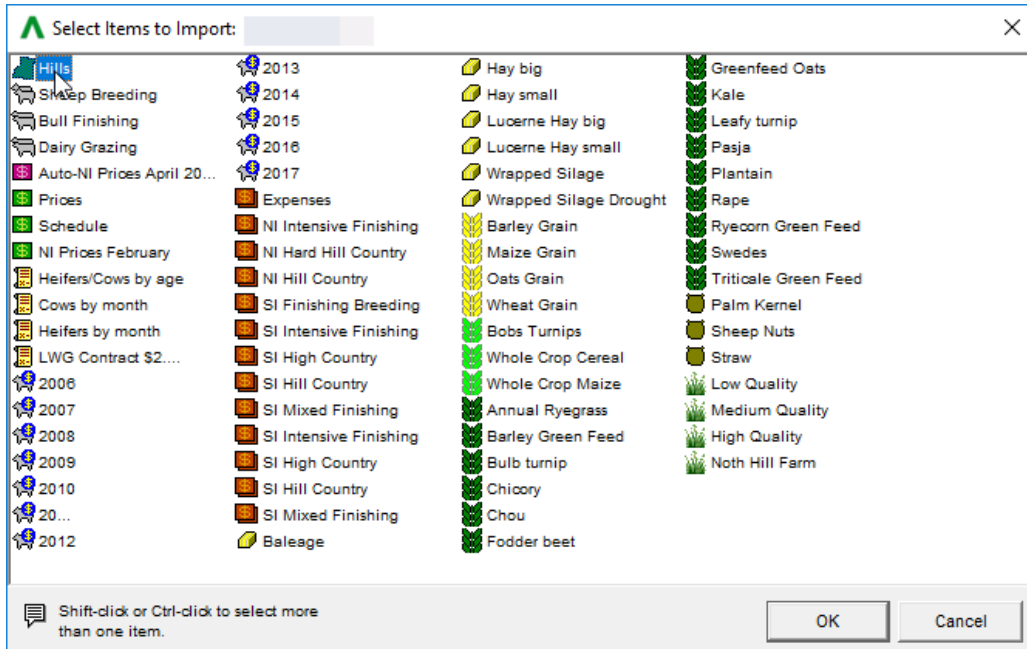 Select Items to Import:
Hills
Sheep Breeding
Bull Finishing
Dairy Grazing
Auto-NI Prices April 20...
Prices
Schedule
NI Prices February
Heifers/Cows by age
Cows by month
Heifers by month
LWG Contract $2....
2006
2007
2008
2009
2010
20...
2012
2013
2014
2015
2016
2017
Expenses
NI Intensive Finishing
NI Hard Hill Country
NI Hill Country
SI Finishing Breeding
SI Intensive Finishing
SI High Country
SI Hill Country
SI Mixed Finishing
SI Intensive Finishing
SI High Country
SI Hill Country
SI Mixed Finishing
Baleage
Hay big
Hay small
Lucerne Hay big
Lucerne Hay small
Wrapped Silage
Wrapped Silage Drought
Barley Grain
Maize Grain
Oats Grain
Wheat Grain
Bobs Turnips
Whole Crop Cereal
Whole Crop Maize
Annual Ryegrass
Barley Green Feed
Bulb turnip
Chicory
Chou
Fodder beet
Greenfeed Oats
Kale
Leafy turnip
Pasja
Plantain
Rape
Ryecorn Green Feed
Swedes
Triticale Green Feed
Palm Kernel
Sheep Nuts
Straw
Low Quality
Medium Quality
High Quality
Noth Hill Farm
Shift-click or Ctrl-click to select more
than one item.
OK
Cancel